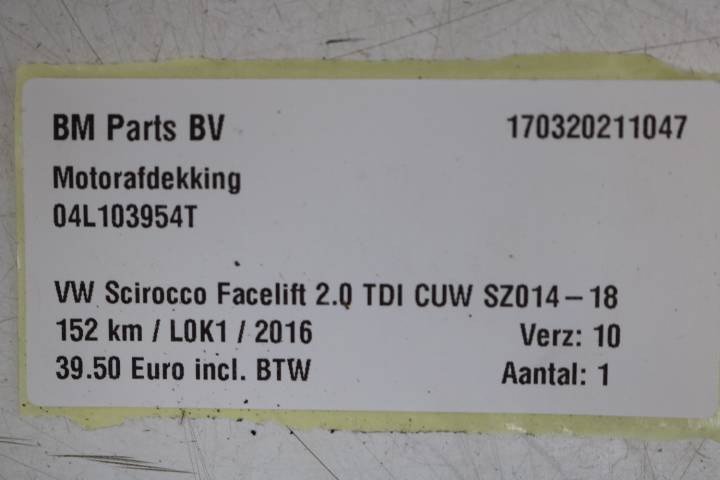 BM Parts BV 170320211047
Motorafdekking
04L103954T
VW Scirocco Facelift 2.0 TDI CUW SZ014-18
152 km / L0K1 / 2016 Verz: 10
39.50 Euro incl. BTW Aantal: 1